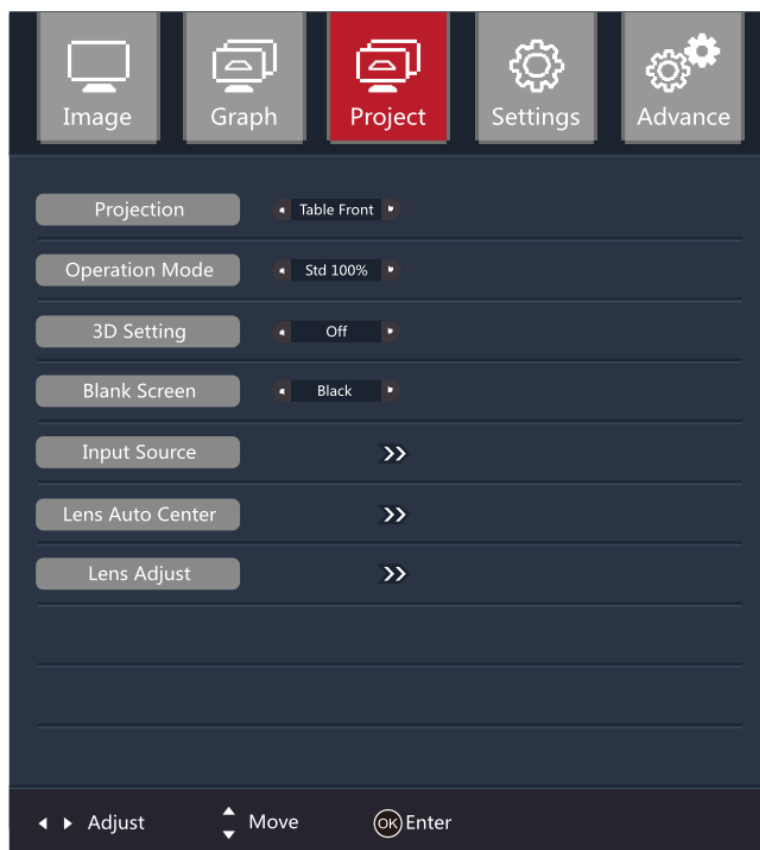 Image Graph Project Settings Advance
Projection Table Front
Operation Mode Std 100%
3D Setting Off
Blank Screen Black
Input Source
Lens Auto Center
Lens Adjust
Adjust Move OK Enter